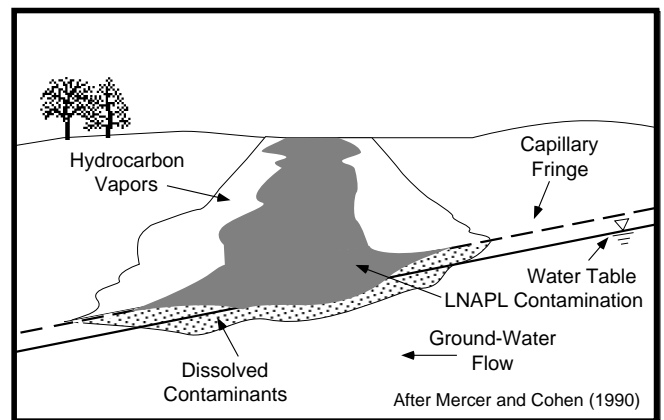 Hydrocarbon
Vapors
Capillary
Fringe
Water Table
LNAPL Contamination
Ground-Water
Flow
Dissolved
Contaminants
After Mercer and Cohen (1990)